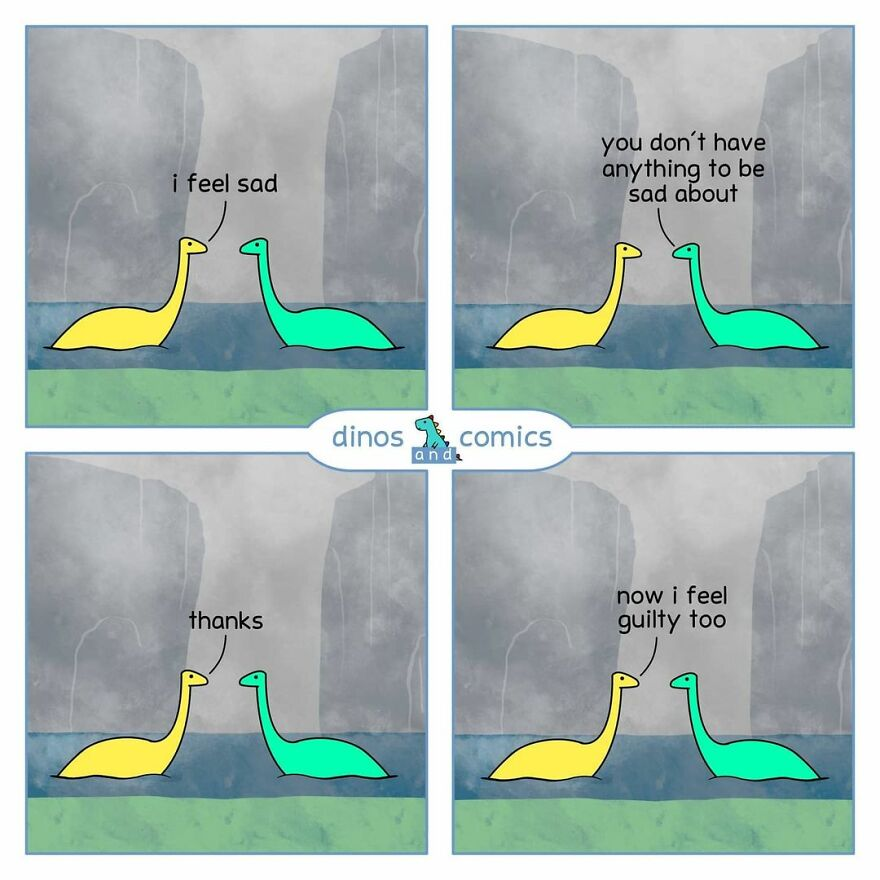 i feel sad
you don't have
anything to be
sad about
dinos and comics
thanks
now i feel
guilty too